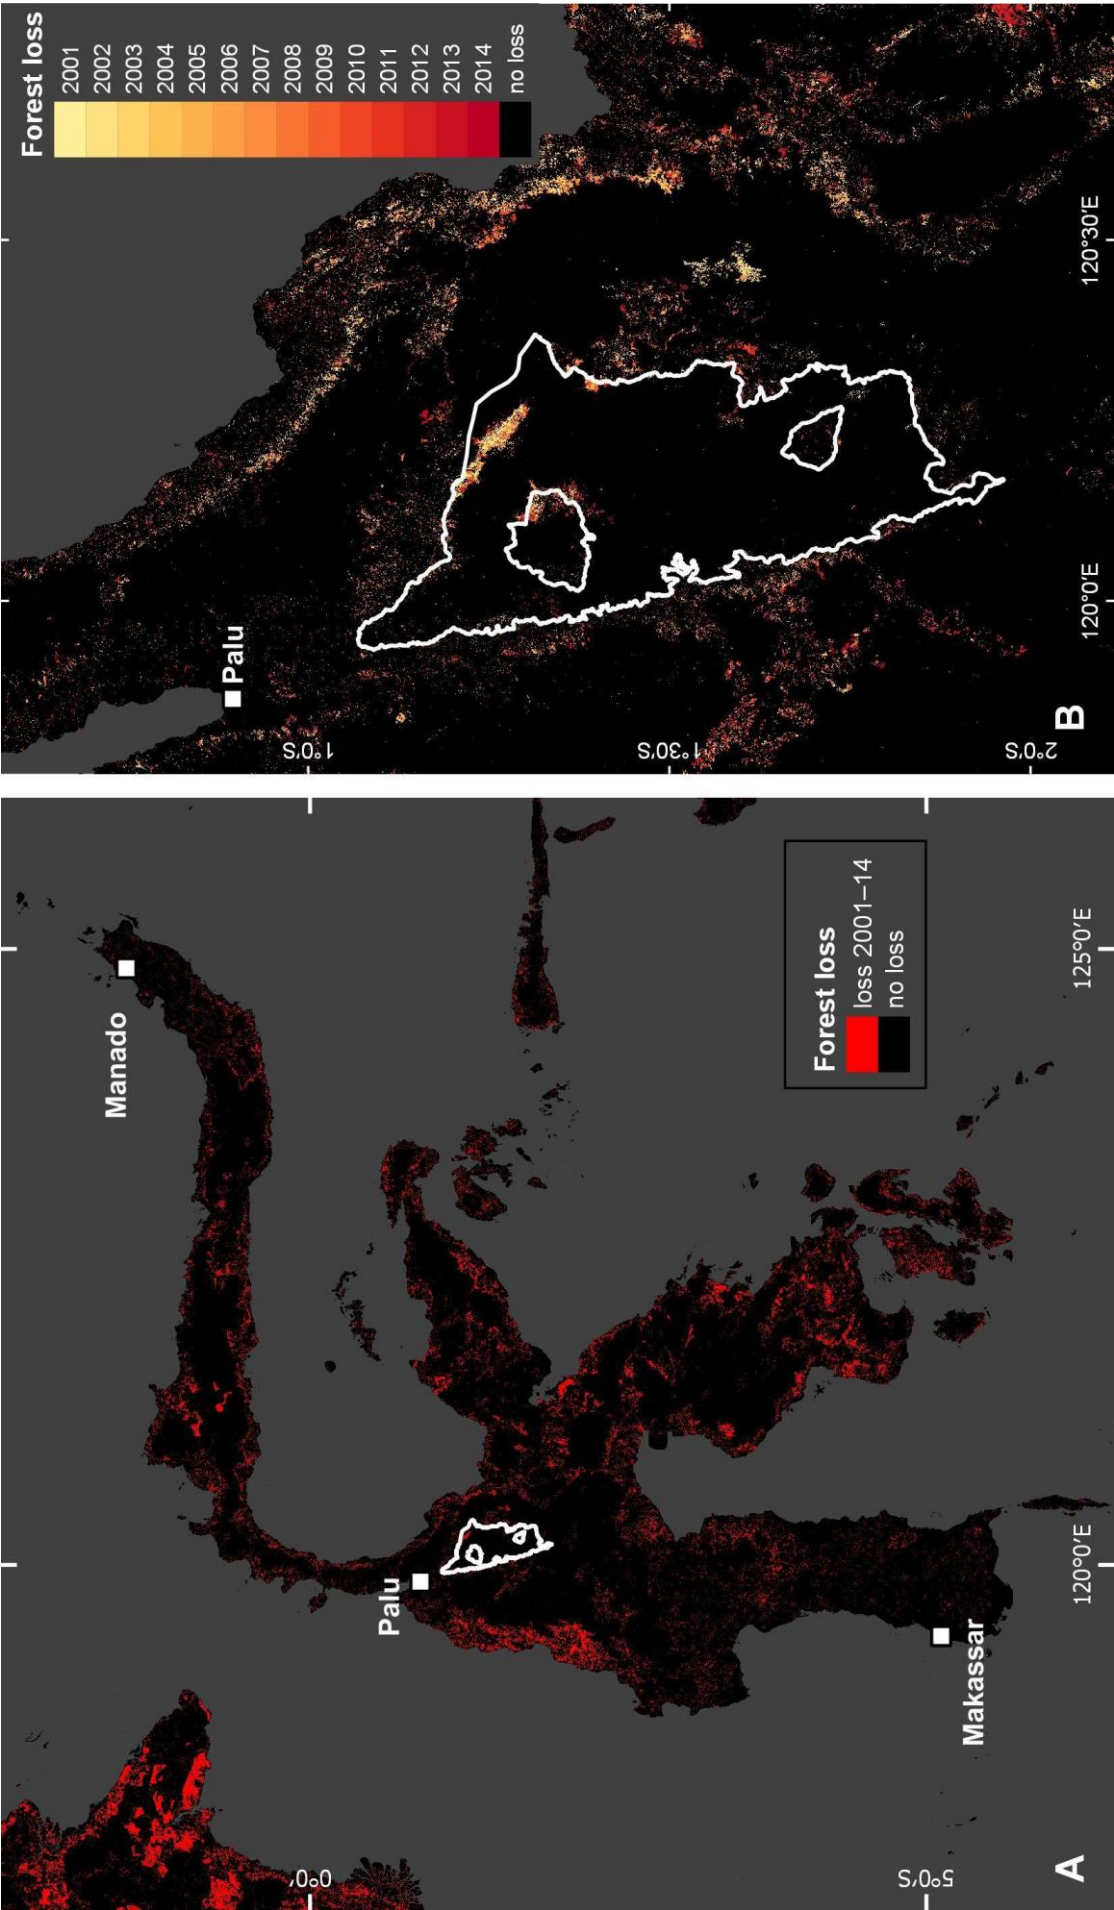 Manado
Palu
Makassar
Forest loss
loss 2001–14
no loss
0°0'
5°0'S
120°0'E
125°0'E
A
Forest loss
2001
2002
2003
2004
2005
2006
2007
2008
2009
2010
2011
2012
2013
2014
no loss
Palu
1°0'S
1°30'S
2°0'S
120°0'E
120°30'E
B